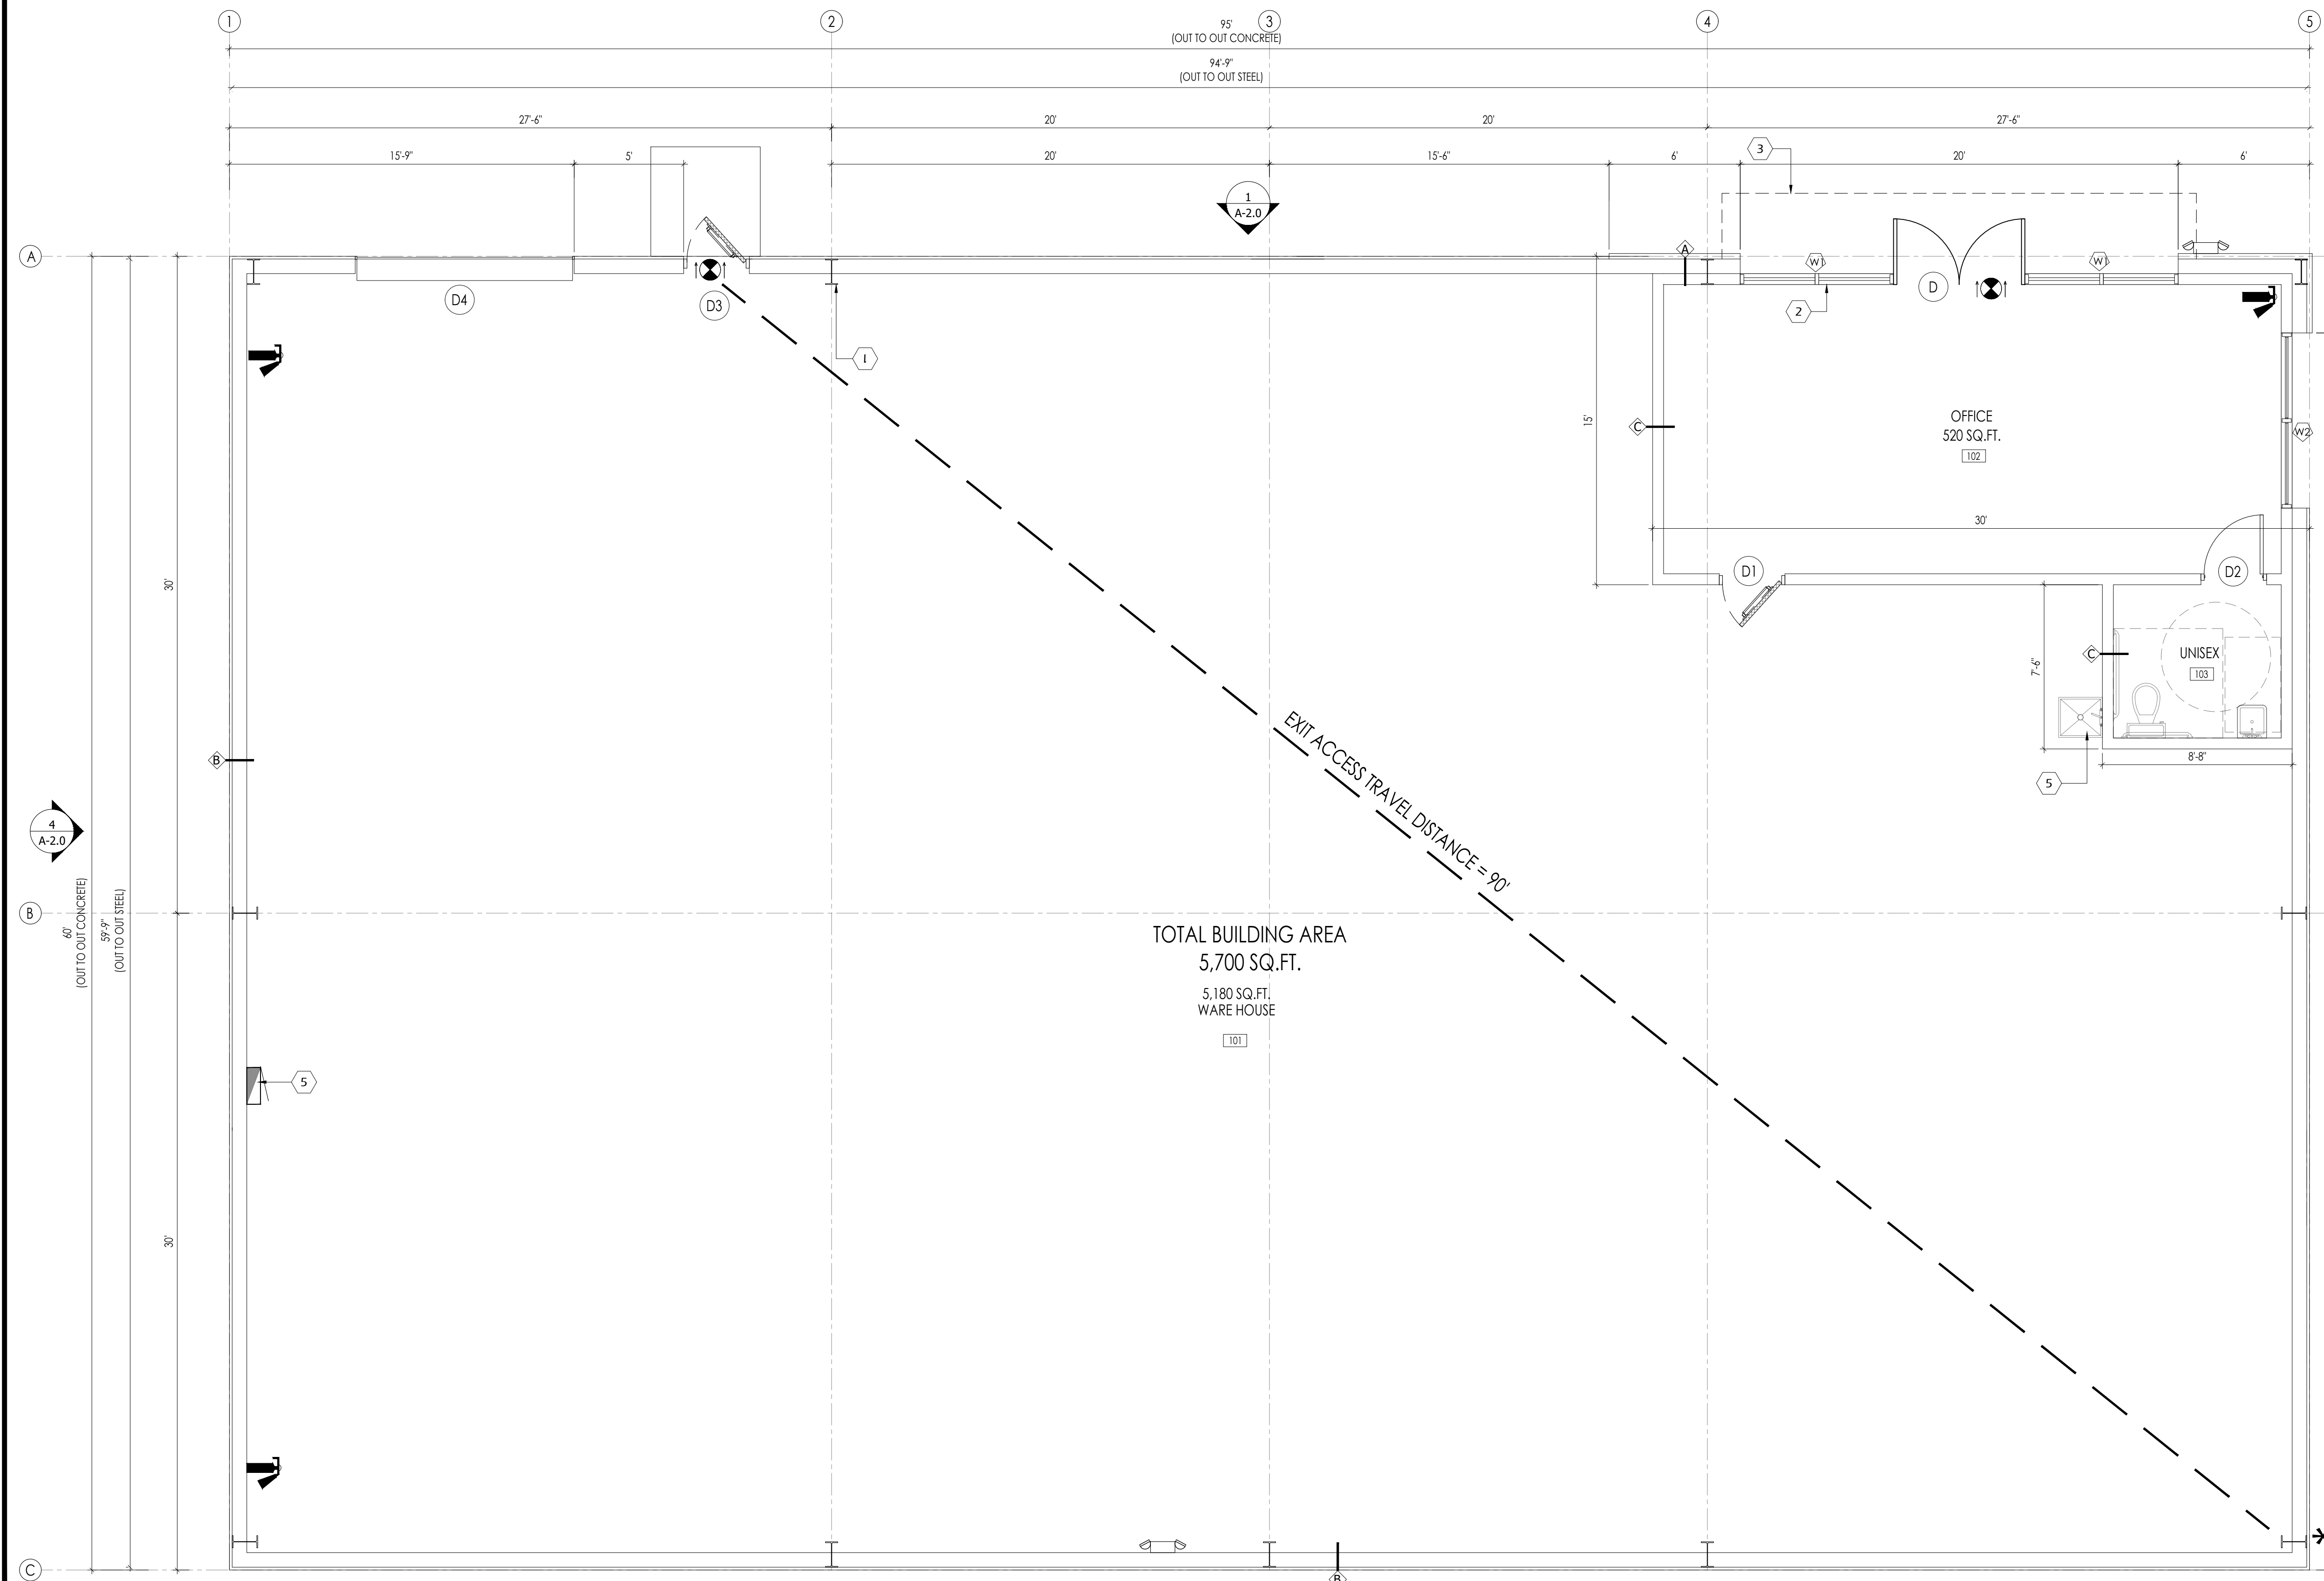 1
2
3
4
5
95'
(OUT TO OUT CONCRETE)
94'-9"
(OUT TO OUT STEEL)
27'-6"
20'
20'
27'-6"
15'-9"
5'
20'
15'-6"
6'
3
20'
6'
1
A-2.0
A
A
W1
D
W1
D4
D3
2
1
15'
C
OFFICE
520 SQ.FT.
102
W2
30'
30'
D1
D2
7'-6"
C
UNISEX
103
8'-8"
5
EXIT ACCESS TRAVEL DISTANCE = 90'
B
4
A-2.0
60'
(OUT TO OUT CONCRETE)
59'-9"
(OUT TO OUT STEEL)
B
TOTAL BUILDING AREA
5,700 SQ.FT.
5,180 SQ.FT.
WARE HOUSE
101
5
30'
C
B